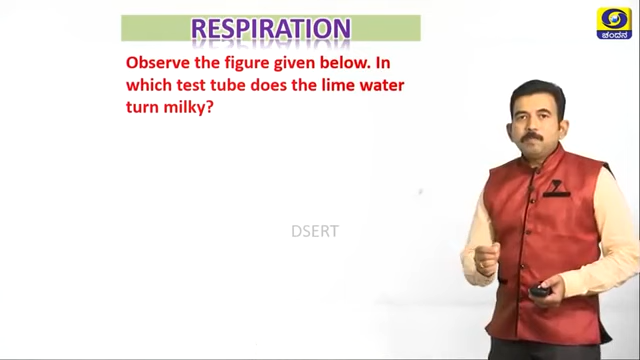 RESPIRATION
ಚಂದನ
Observe the figure given below. In
which test tube does the lime water
turn milky?
DSERT